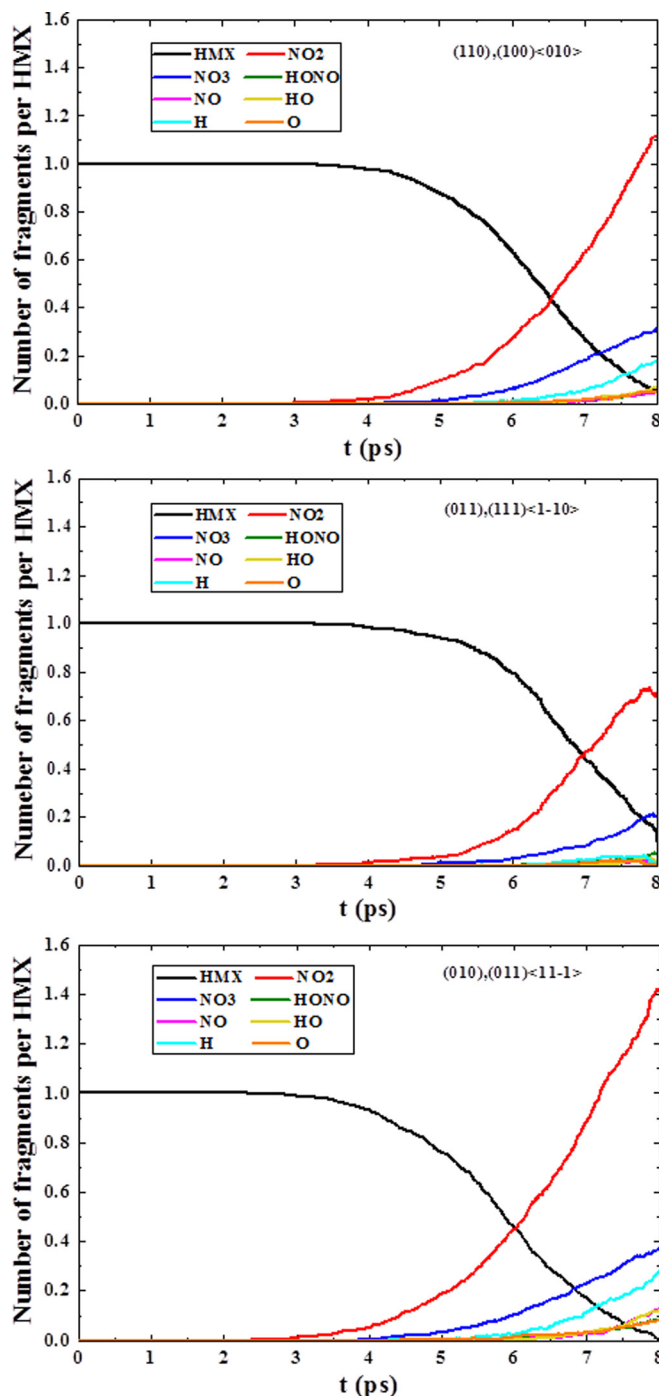 Number of fragments per HMX
1.6
1.4
1.2
1.0
0.8
0.6
0.4
0.2
0.0
HMX NO2
NO3 HONO
NO HO
H O
(110),(100)<010>
0 1 2 3 4 5 6 7 8
t (ps)
Numeber of fragments per HMX
1.6
1.4
1.2
1.0
0.8
0.6
0.4
0.2
0.0
HMX NO2
NO3 HONO
NO HO
H O
(011),(111)<1-10>
0 1 2 3 4 5 6 7 8
t (ps)
Number of fragments per HMX
1.6
1.4
1.2
1.0
0.8
0.6
0.4
0.2
0.0
HMX NO2
NO3 HONO
NO HO
H O
(010),(011)<11-1>
0 1 2 3 4 5 6 7 8
t (ps)